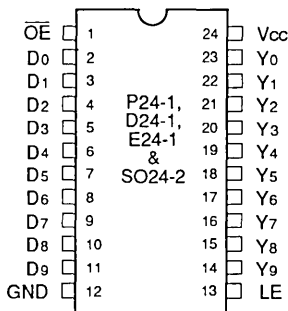 OE 1 24 Vcc
D0 2 23 Y0
D1 3 22 Y1
D2 4 P24-1, 21 Y2
D3 5 D24-1, 20 Y3
D4 6 E24-1 19 Y4
D5 7 & 18 Y5
D6 8 SO24-2 17 Y6
D7 9 16 Y7
D8 10 15 Y8
D9 11 14 Y9
GND 12 13 LE